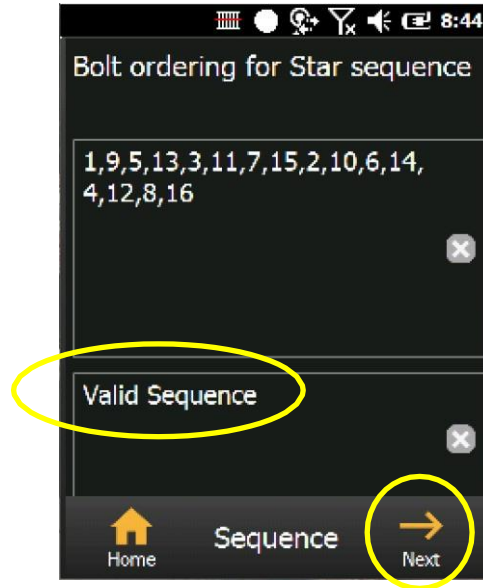 8:44
Bolt ordering for Star sequence
1,9,5,13,3,11,7,15,2,10,6,14,
4,12,8,16
Valid Sequence
Home
Sequence
Next